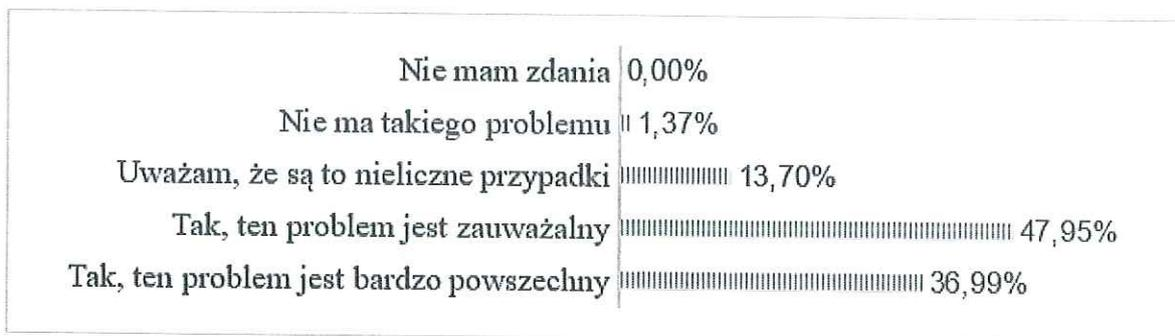 Nie mam zdania 0,00%
Nie ma takiego problemu 1,37%
Uważam, że są to nieliczne przypadki 13,70%
Tak, ten problem jest zauważalny 47,95%
Tak, ten problem jest bardzo powszechny 36,99%